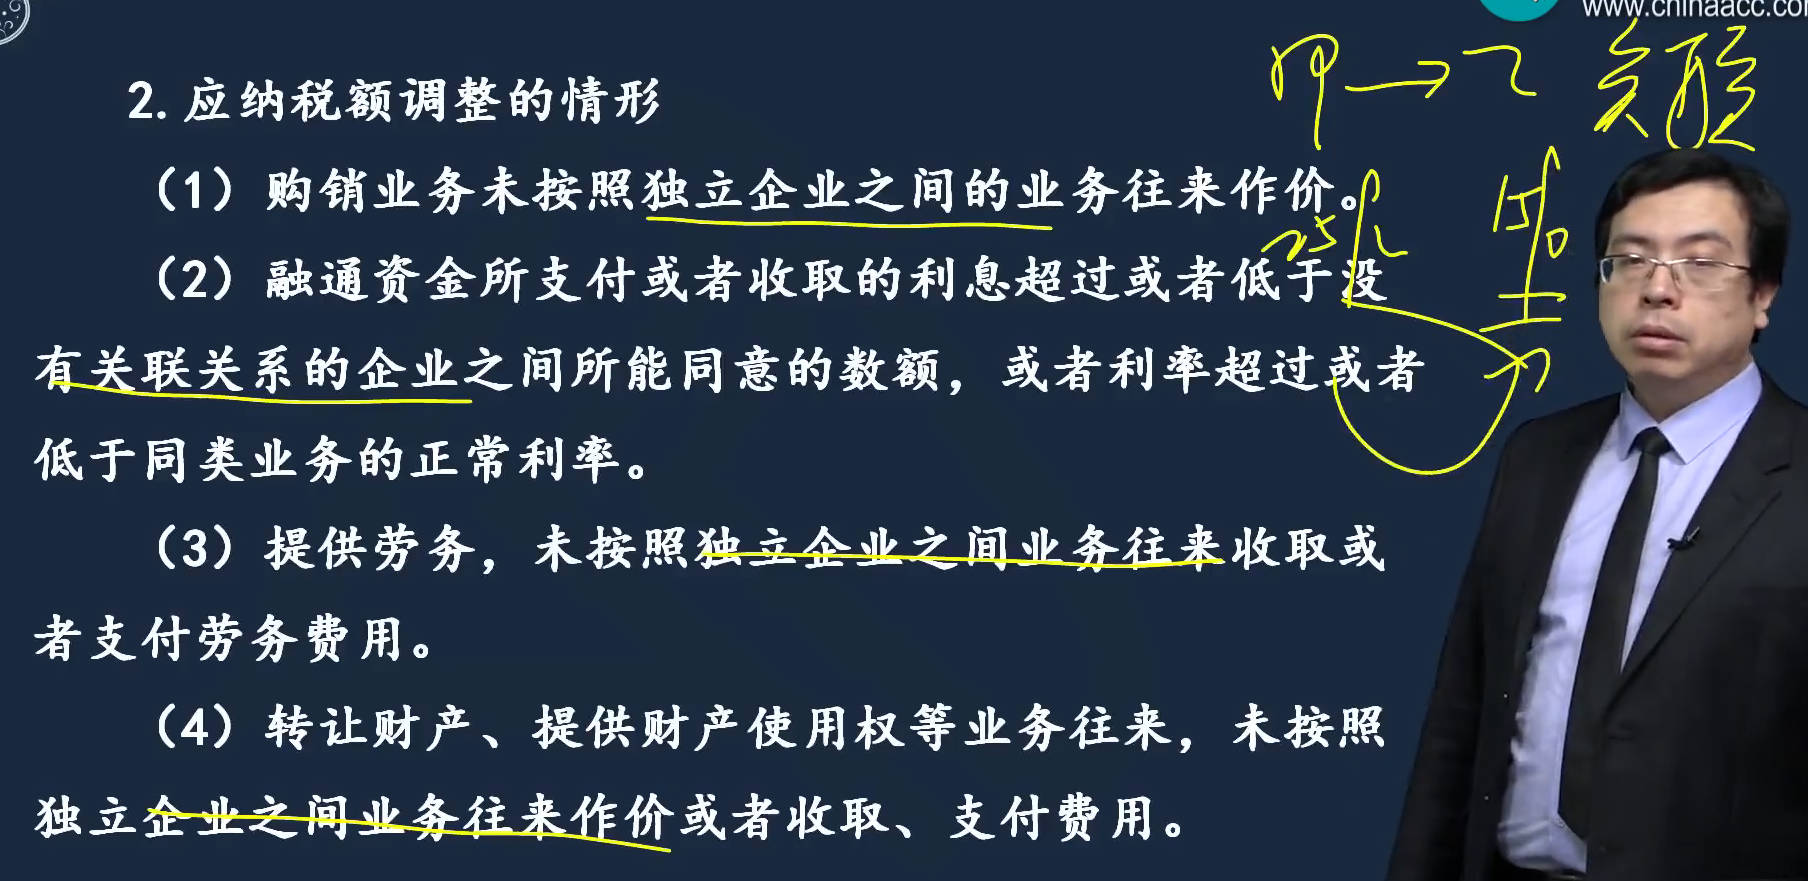 www.chinaacc.com
甲→乙 关联
2.应纳税额调整的情形
（1）购销业务未按照独立企业之间的业务往来作价。
25% 15%
（2）融通资金所支付或者收取的利息超过或者低于没
有关联关系的企业之间所能同意的数额，或者利率超过或者
低于同类业务的正常利率。
（3）提供劳务，未按照独立企业之间业务往来收取或
者支付劳务费用。
（4）转让财产、提供财产使用权等业务往来，未按照
独立企业之间业务往来作价或者收取、支付费用。